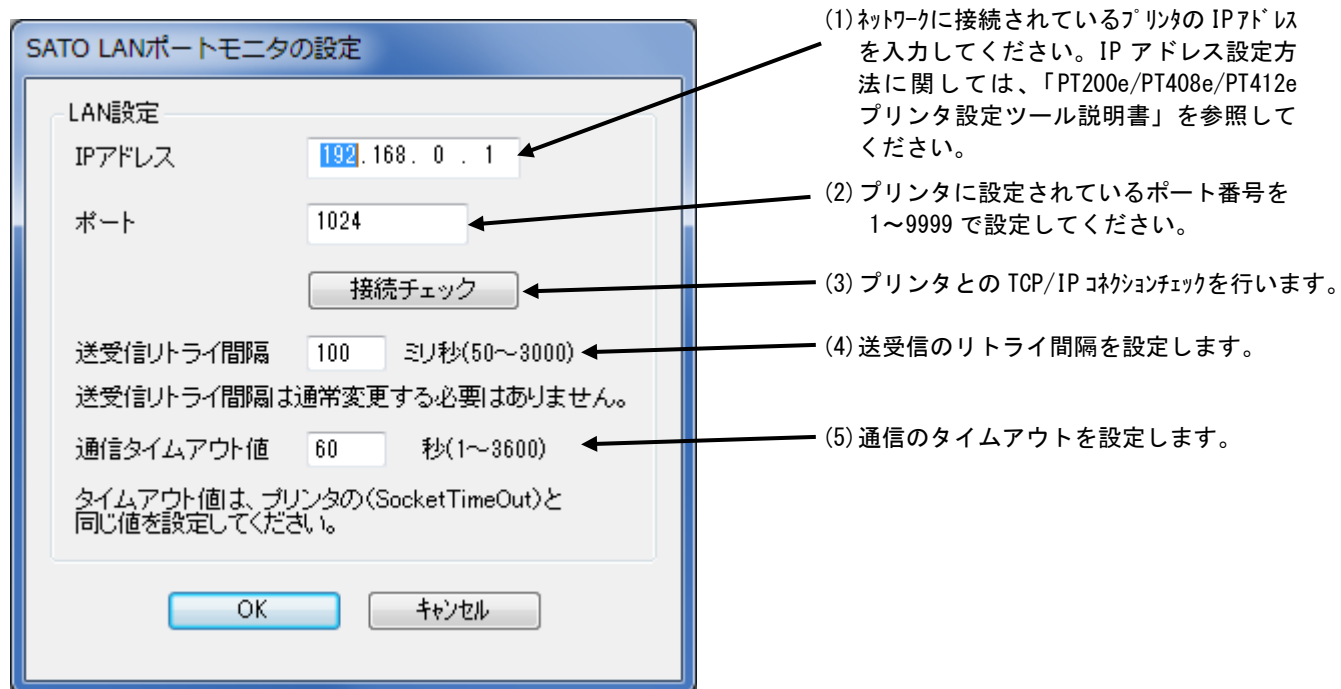 SATO LANポートモニタの設定
LAN設定
IPアドレス
192.168. 0 . 1
ポート
1024
接続チェック
送受信リトライ間隔
100
ミリ秒(50～3000)
送受信リトライ間隔は通常変更する必要はありません。
通信タイムアウト値
60
秒(1～3600)
タイムアウト値は、プリンタの(SocketTimeOut)と
同じ値を設定してください。
OK
キャンセル
(1)ﾈｯﾄﾜｰｸに接続されているﾌﾟﾘﾝﾀの IPｱﾄﾞﾚｽ
を入力してください。IP アドレス設定方
法に関しては、「PT200e/PT408e/PT412e
プリンタ設定ツール説明書」を参照して
ください。
(2)プリンタに設定されているポート番号を
1～9999 で設定してください。
(3)プリンタとの TCP/IP ｺﾈｸｼｮﾝﾁｪｯｸを行います。
(4)送受信のリトライ間隔を設定します。
(5)通信のタイムアウトを設定します。